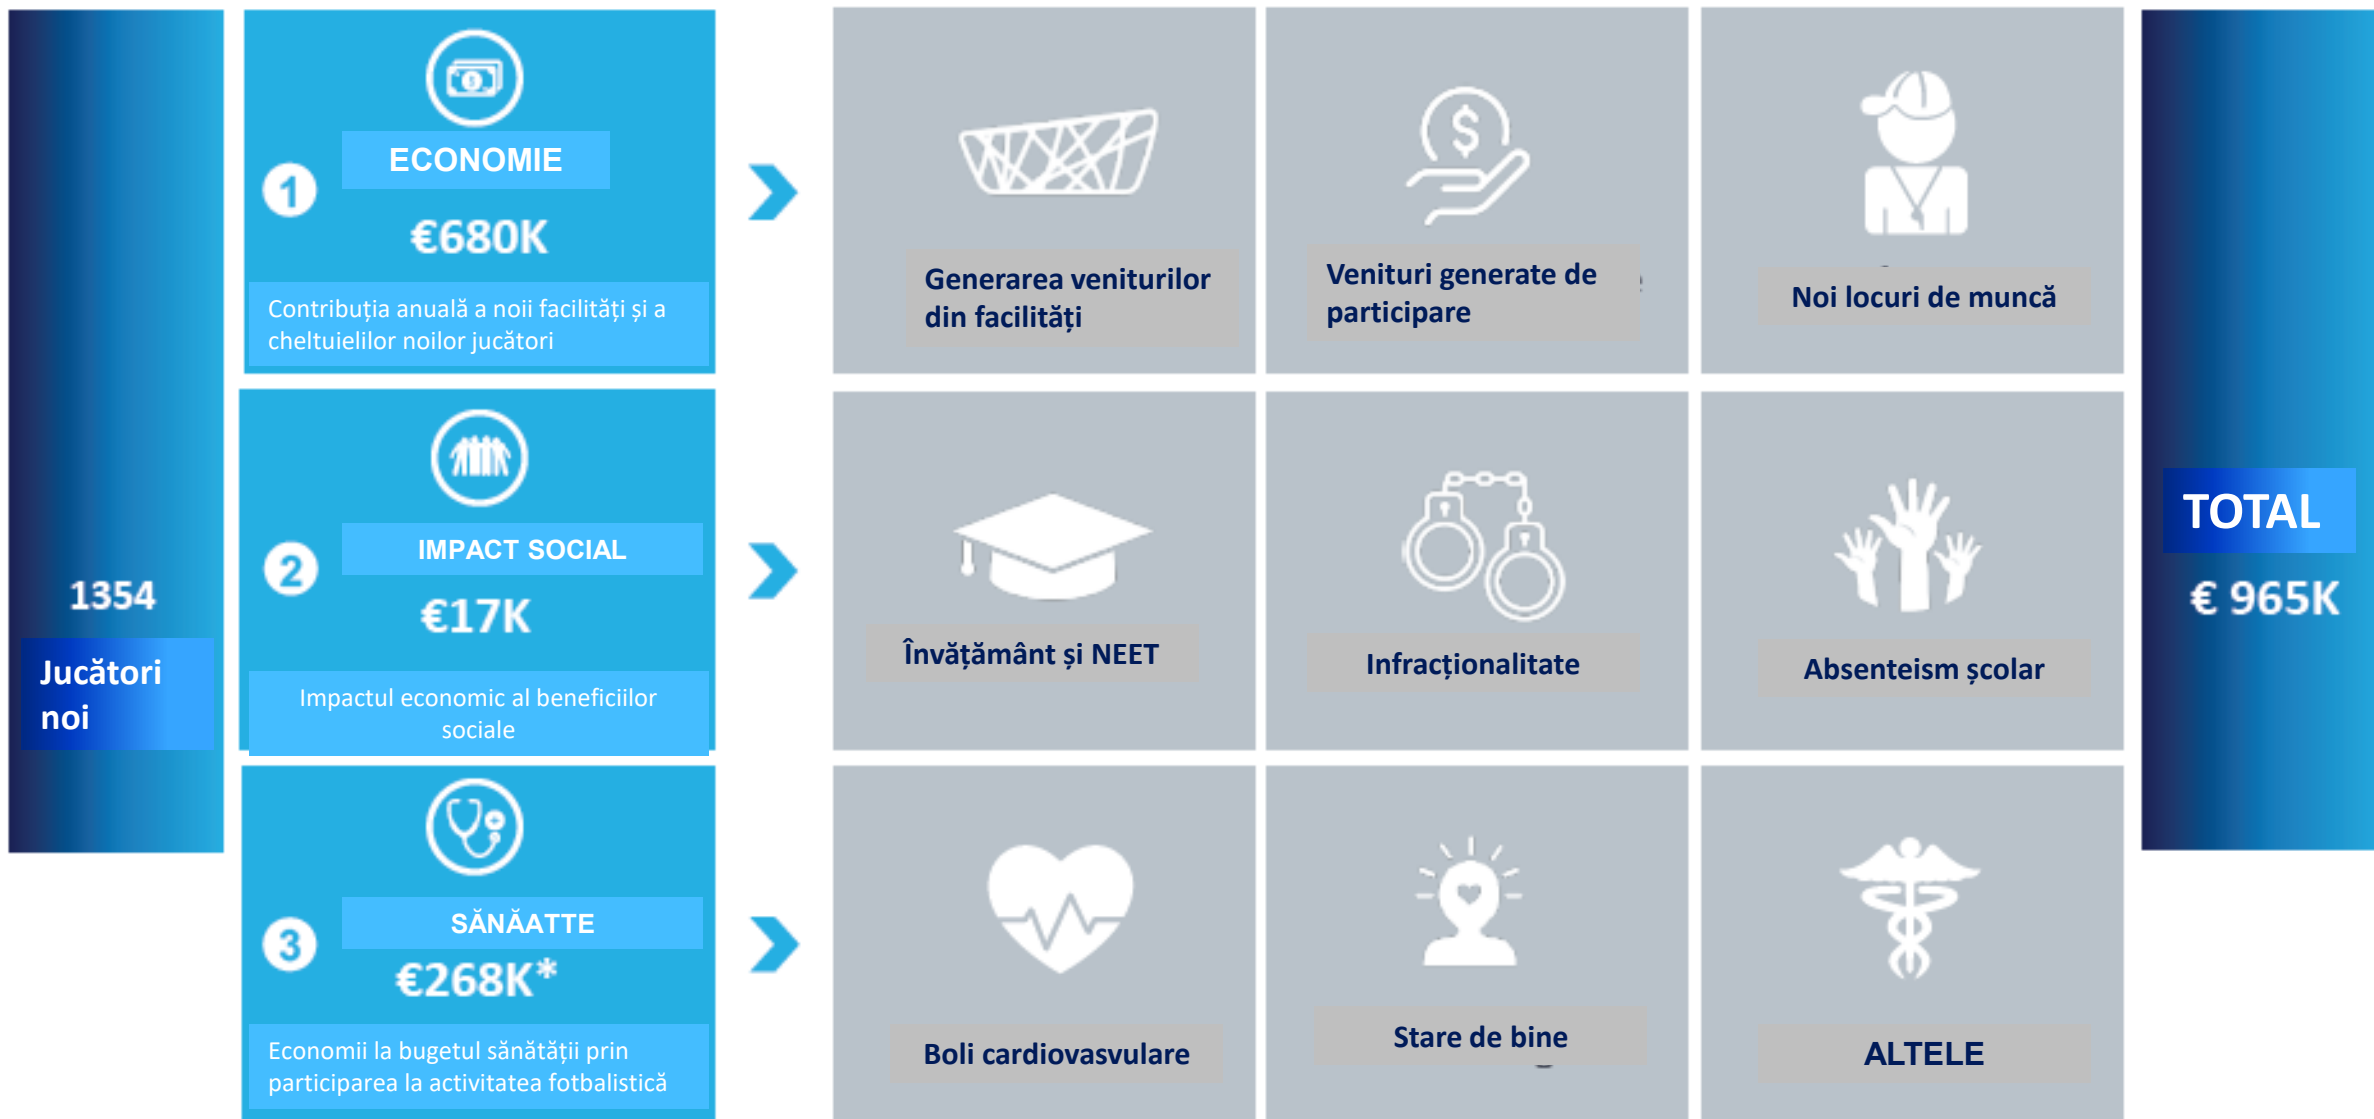 1354
Jucători
noi
1
ECONOMIE
€680K
Contribuția anuală a noii facilități și a
cheltuielilor noilor jucători
Generarea veniturilor
din facilități
Venituri generate de
participare
Noi locuri de muncă
2
IMPACT SOCIAL
€17K
Impactul economic al beneficiilor
sociale
Învățământ și NEET
Infracționalitate
Absenteism școlar
3
SĂNĂATTE
€268K*
Economii la bugetul sănătății prin
participarea la activitatea fotbalistică
Boli cardiovasvulare
Stare de bine
ALTELE
TOTAL
€ 965K